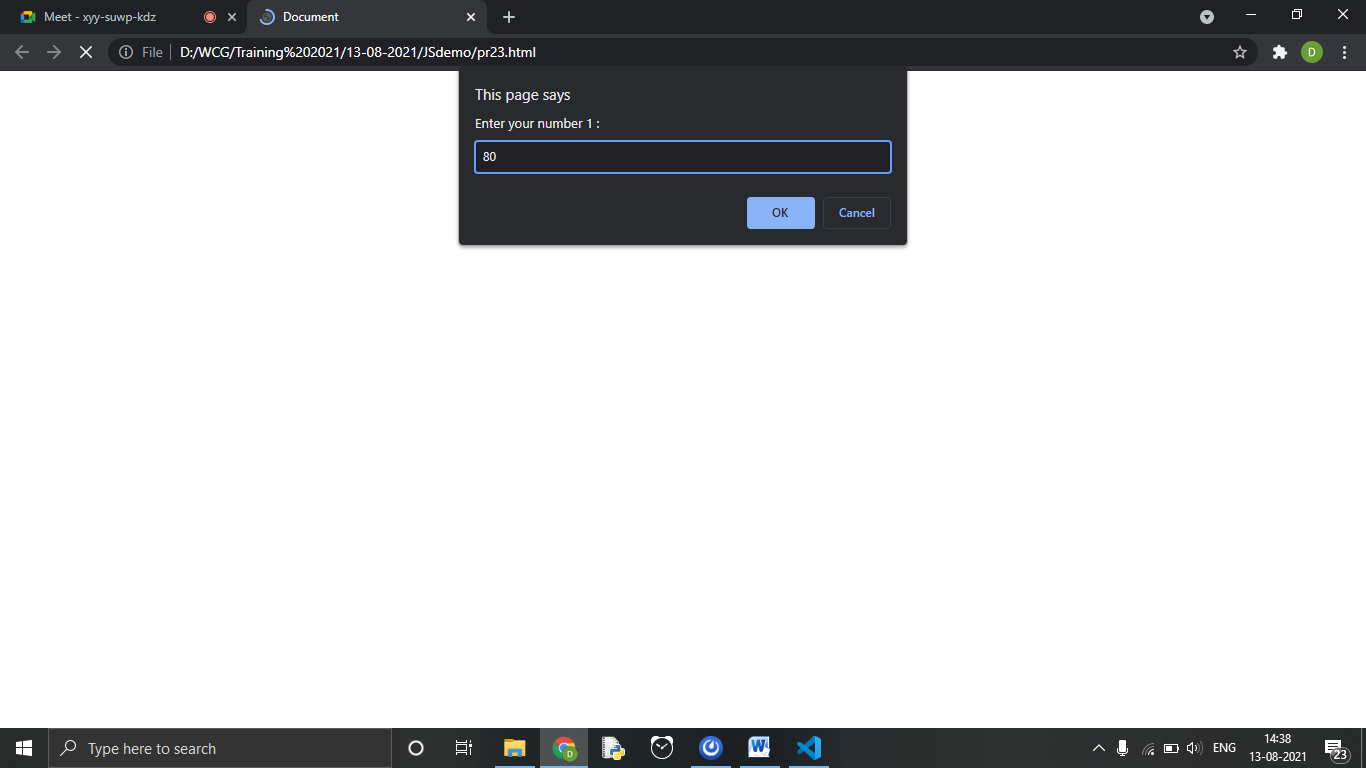 Meet - xyy-suwp-kdz
Document
File
D:/WCG/Training%202021/13-08-2021/JSdemo/pr23.html
D
This page says
Enter your number 1 :
80
OK
Cancel
Type here to search
D
W
ENG
14:38
13-08-2021
23